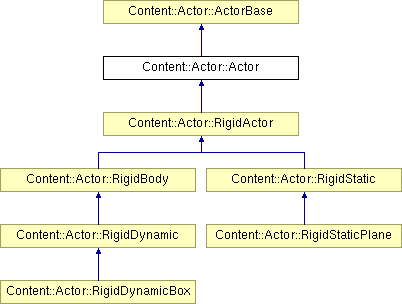 Content::Actor::ActorBase
Content::Actor::Actor
Content::Actor::RigidActor
Content::Actor::RigidBody
Content::Actor::RigidStatic
Content::Actor::RigidDynamic
Content::Actor::RigidStaticPlane
Content::Actor::RigidDynamicBox